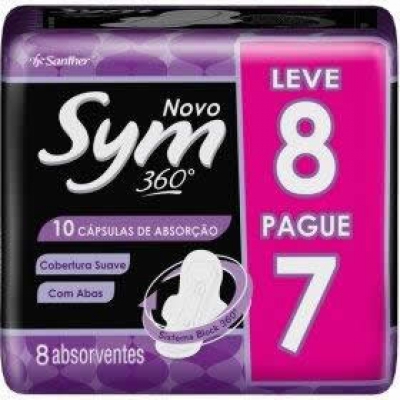 Santher
Novo
Sym
360°
10 CÁPSULAS DE ABSORÇÃO
Cobertura Suave
Com Abas
Sistema Block 360°
8 absorventes
LEVE
8
PAGUE
7